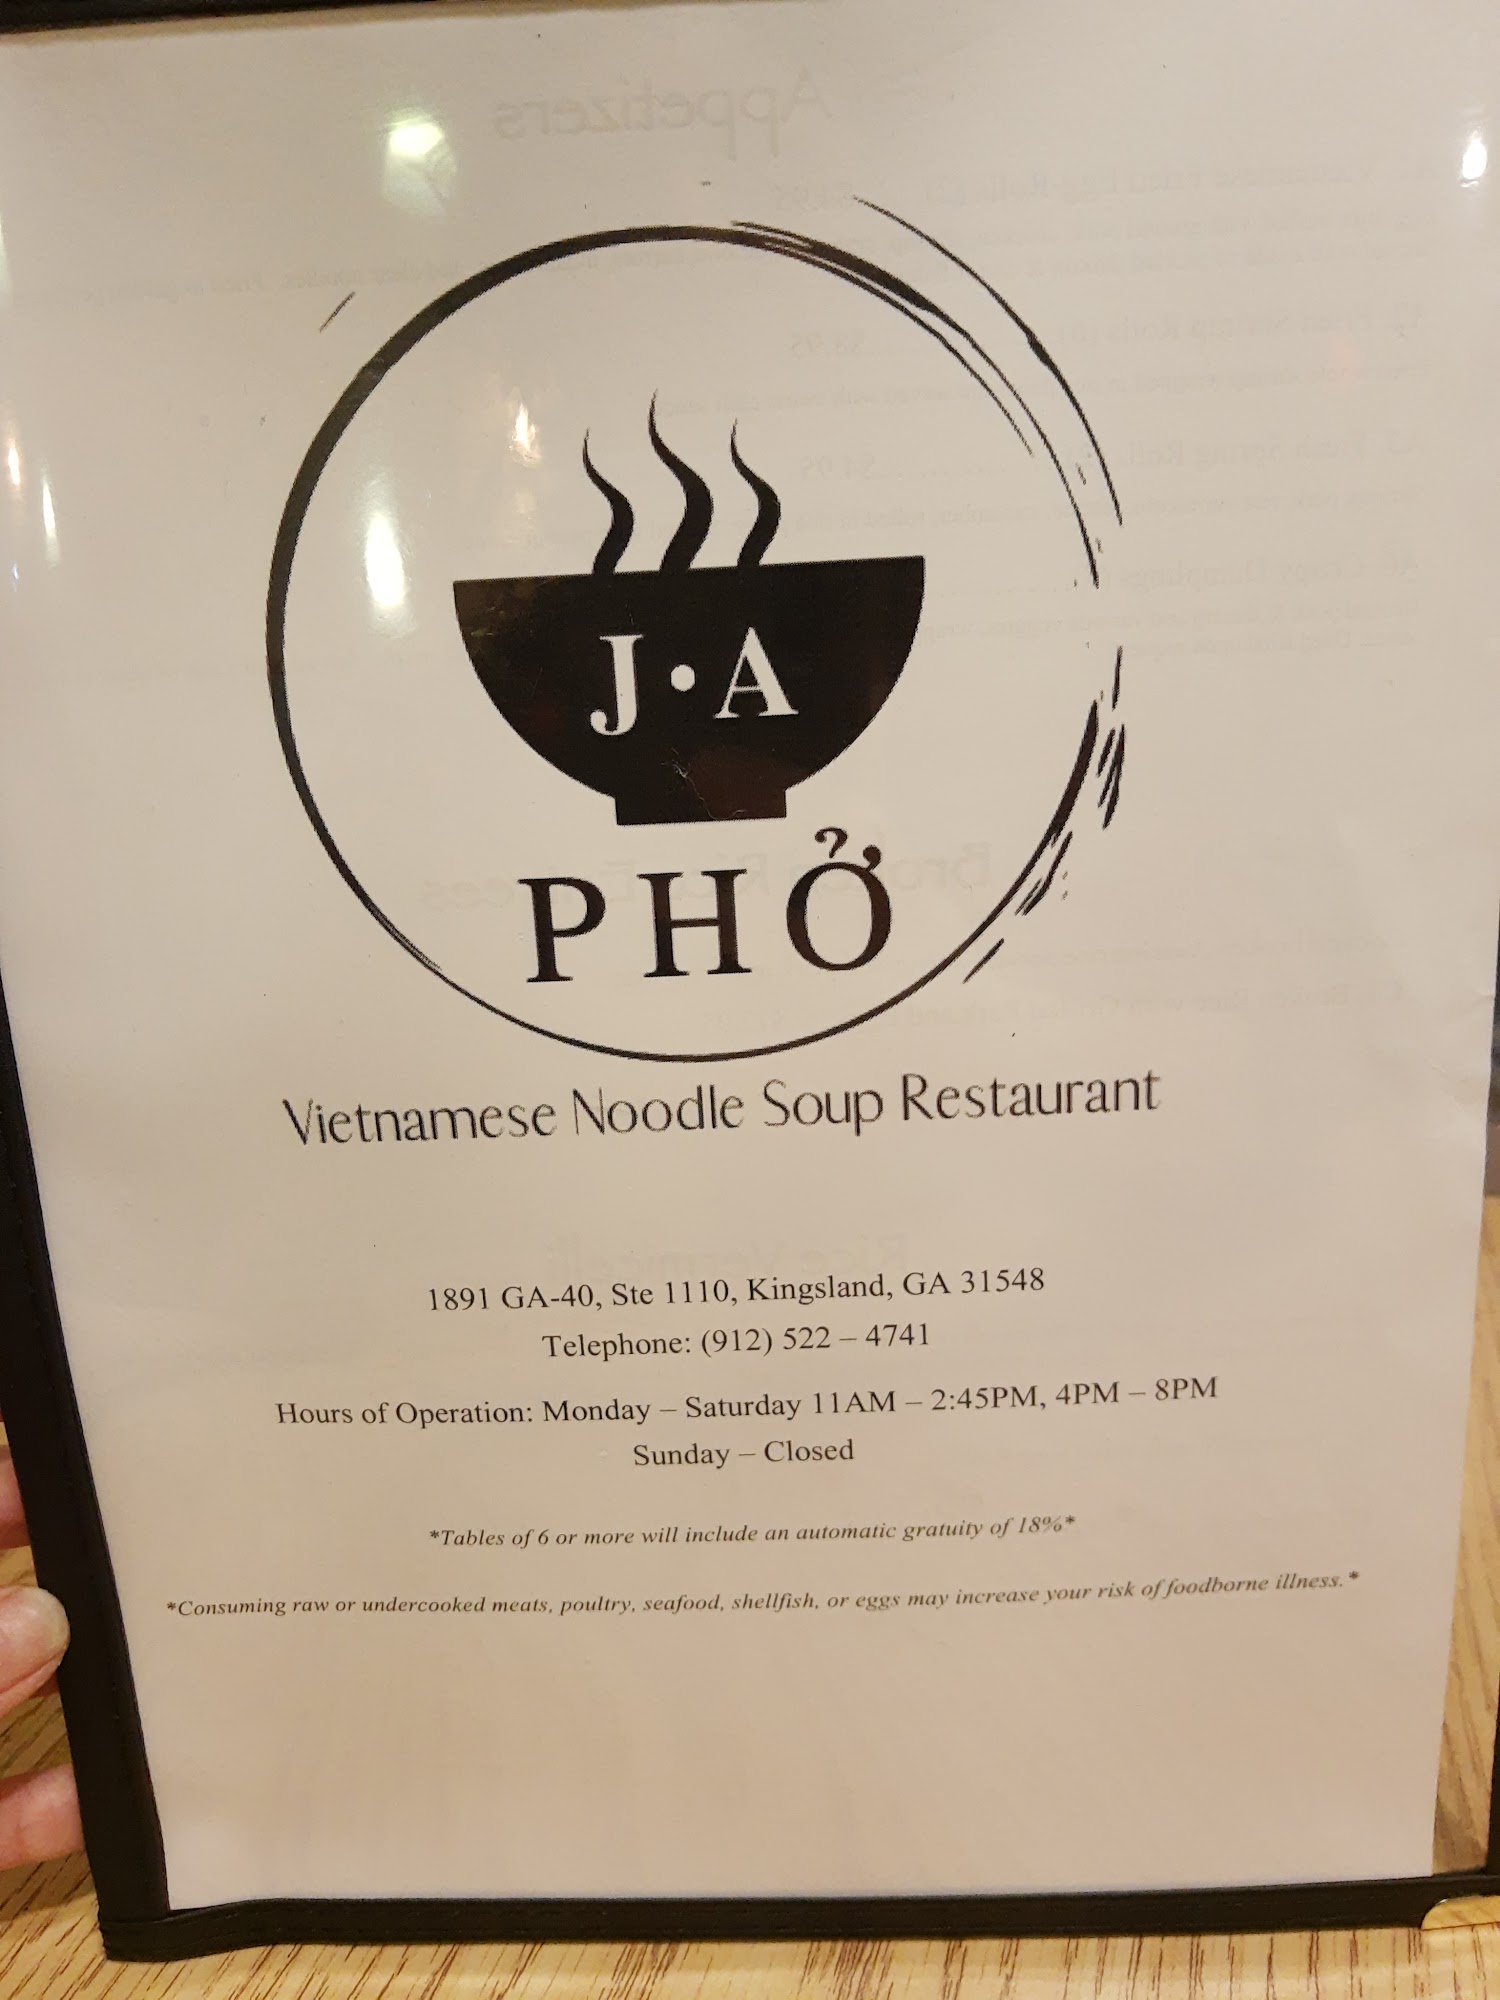 J•A
PHỞ
Vietnamese Noodle Soup Restaurant
1891 GA-40, Ste 1110, Kingsland, GA 31548
Telephone: (912) 522 – 4741
Hours of Operation: Monday – Saturday 11AM – 2:45PM, 4PM – 8PM
Sunday – Closed
*Tables of 6 or more will include an automatic gratuity of 18%*
*Consuming raw or undercooked meats, poultry, seafood, shellfish, or eggs may increase your risk of foodborne illness.*